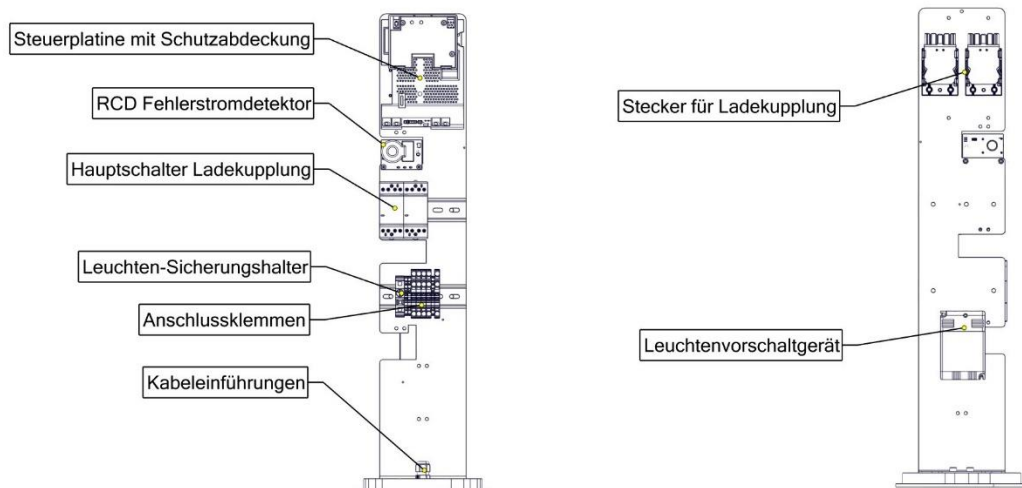 Steuerplatine mit Schutzabdeckung
RCD Fehlerstromdetektor
Hauptschalter Ladekupplung
Leuchten-Sicherungshalter
Anschlussklemmen
Kabeleinführungen
Stecker für Ladekupplung
Leuchtenvorschaltgerät